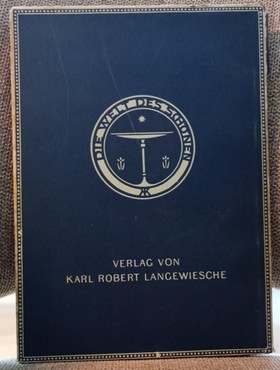 DIE WELT DES SCHÖNEN
VERLAG VON
KARL ROBERT LANGEWIESCHE